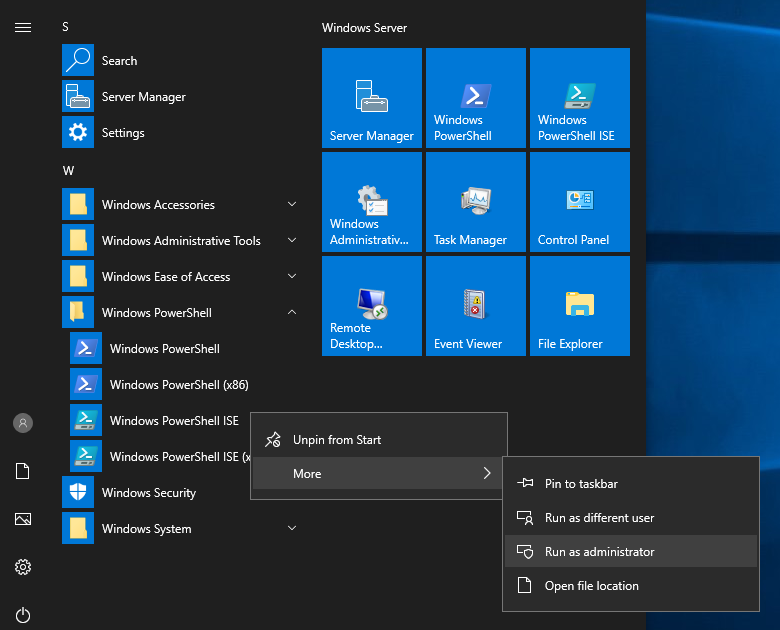 S
Search
Server Manager
Settings
W
Windows Accessories
Windows Administrative Tools
Windows Ease of Access
Windows PowerShell
Windows PowerShell
Windows PowerShell (x86)
Windows PowerShell ISE
Windows PowerShell ISE (x
Windows Security
Windows System
Windows Server
Server Manager
Windows
PowerShell
Windows
PowerShell ISE
Windows
Administrativ...
Task Manager
Control Panel
Remote
Desktop...
Event Viewer
File Explorer
Unpin from Start
More
Pin to taskbar
Run as different user
Run as administrator
Open file location